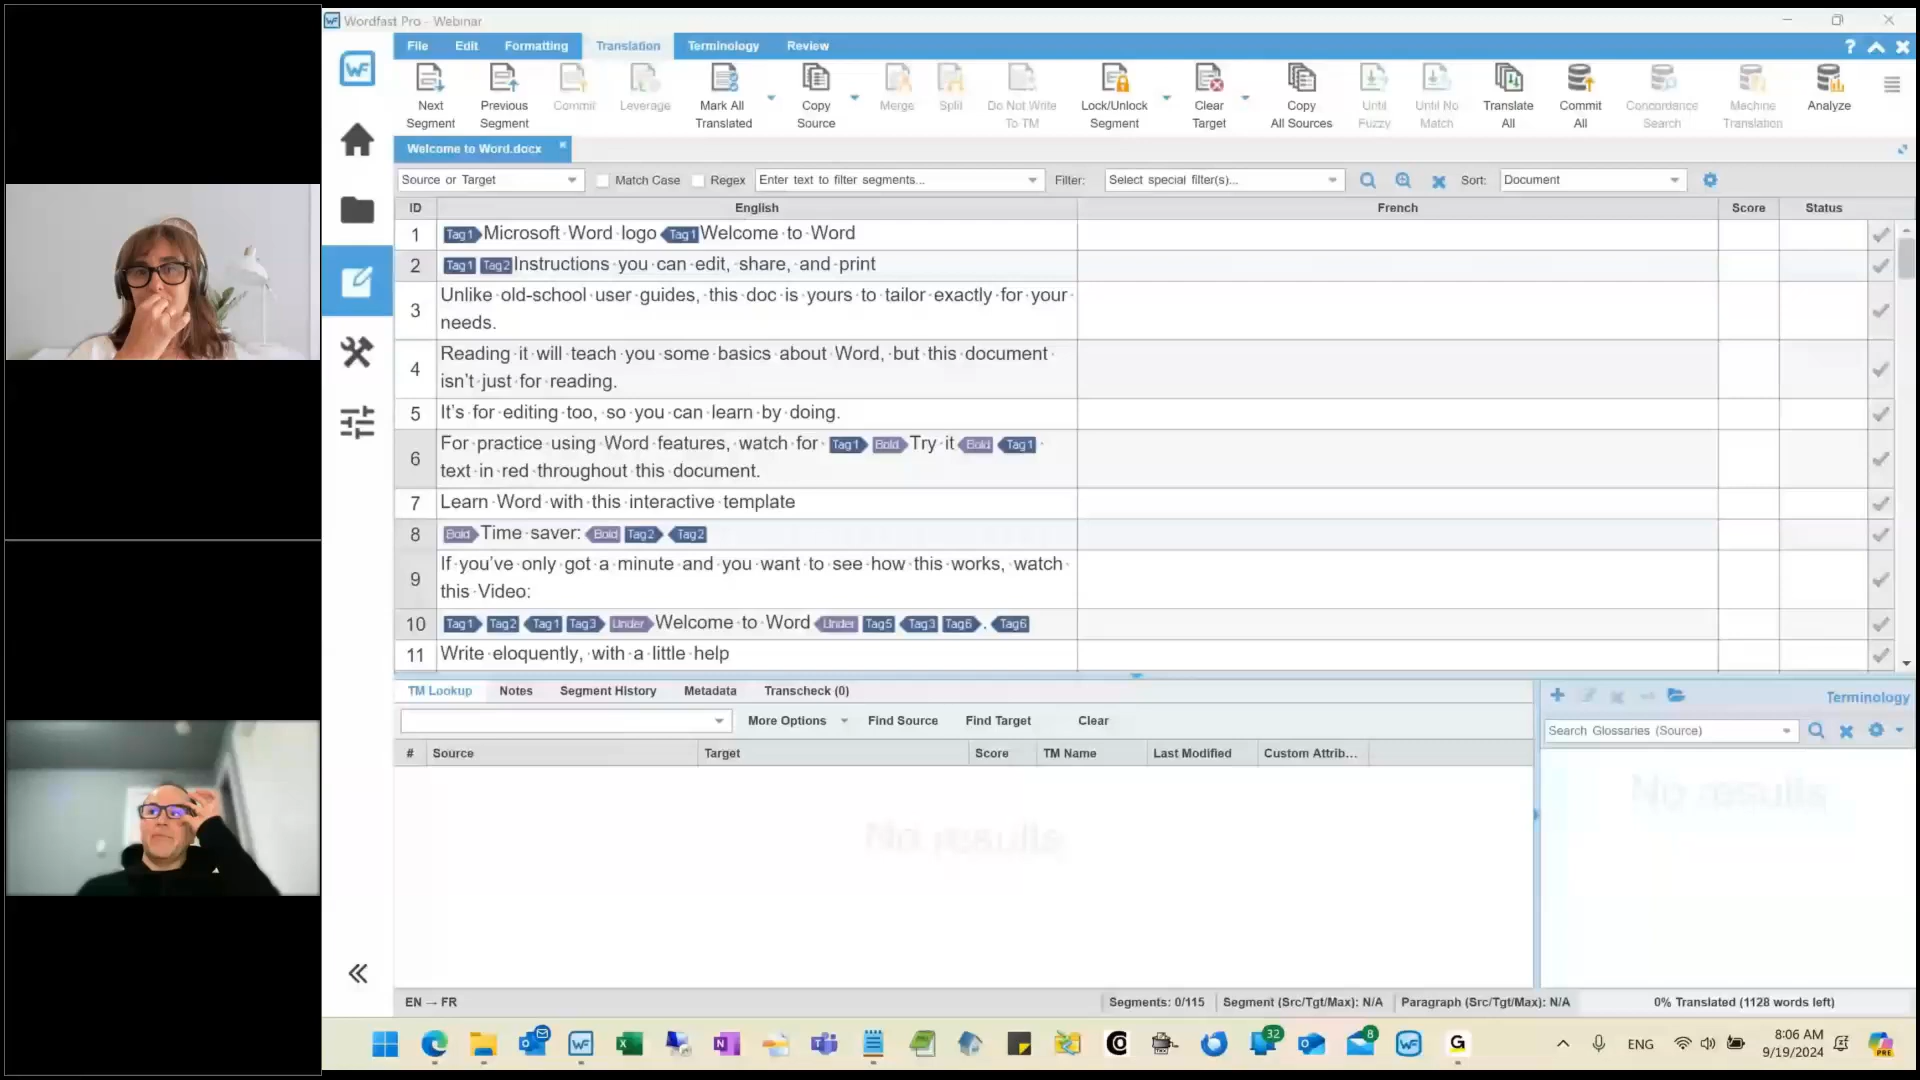 Wordfast Pro - Webinar
File Edit Formatting Translation Terminology Review
Next Segment
Previous Segment
Commit
Leverage
Mark All Translated
Copy Source
Merge
Split
Do Not Write To TM
Lock/Unlock Segment
Clear Target
Copy All Sources
Until Fuzzy
Until No Match
Translate All
Commit All
Concordance Search
Machine Translation
Analyze
Welcome to Word.docx
Source or Target Match Case Regex Enter text to filter segments... Filter: Select special filter(s)... Sort: Document
ID English French Score Status
1 Tag1 Microsoft Word logo Tag1 Welcome to Word
2 Tag1 Tag2 Instructions you can edit, share, and print
3 Unlike old-school user guides, this doc is yours to tailor exactly for your
needs.
4 Reading it will teach you some basics about Word, but this document
isn't just for reading.
5 It's for editing too, so you can learn by doing.
6 For practice using Word features, watch for Tag1 Bold Try it Bold Tag1
text in red throughout this document.
7 Learn Word with this interactive template
8 Bold Time saver: Bold Tag2 Tag2
9 If you've only got a minute and you want to see how this works, watch
this Video:
10 Tag1 Tag2 Tag1 Tag3 Under Welcome to Word Under Tag5 Tag3 Tag6 . Tag6
11 Write eloquently, with a little help
TM Lookup Notes Segment History Metadata Transcheck (0)
More Options Find Source Find Target Clear
# Source Target Score TM Name Last Modified Custom Attrib...
No results
Terminology
Search Glossaries (Source)
No results
EN → FR Segments: 0/115 Segment (Src/Tgt/Max): N/A Paragraph (Src/Tgt/Max): N/A 0% Translated (1128 words left)
32 8 ENG 8:06 AM
9/19/2024